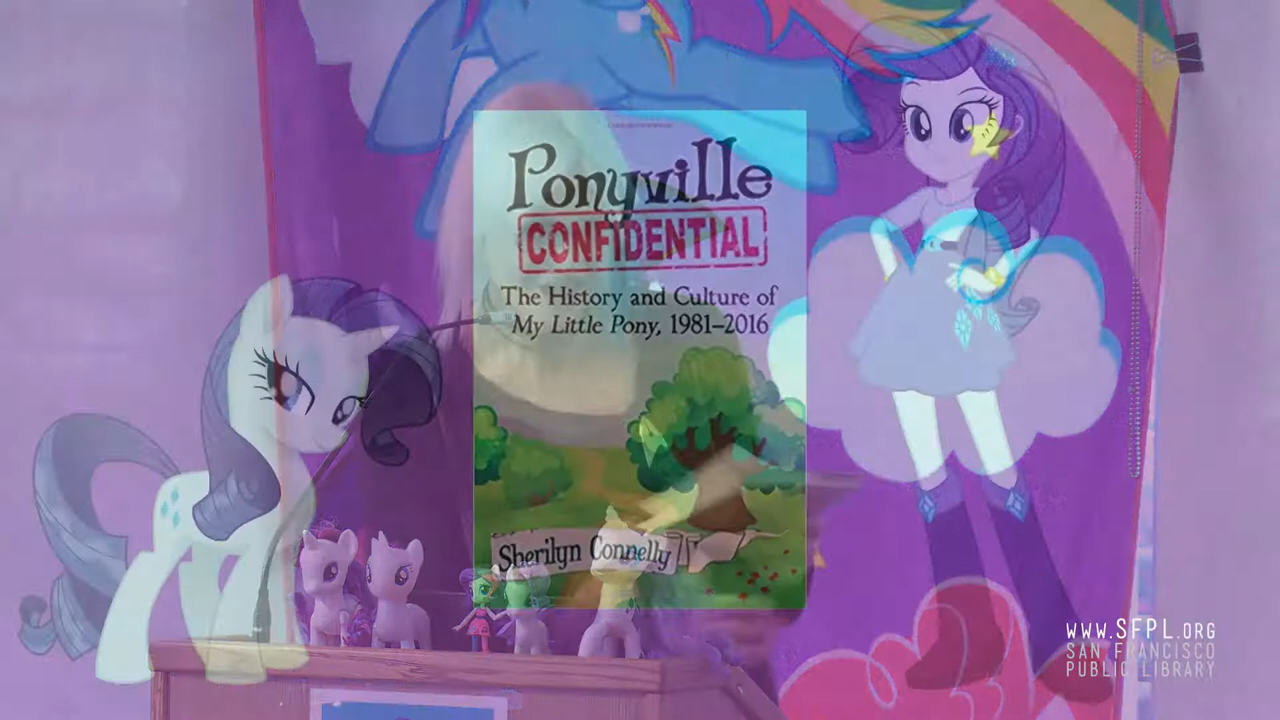 Ponyville
CONFIDENTIAL
The History and Culture of
My Little Pony, 1981–2016
Sherilyn Connelly
WWW.SFPL.ORG
SAN FRANCISCO
PUBLIC LIBRARY